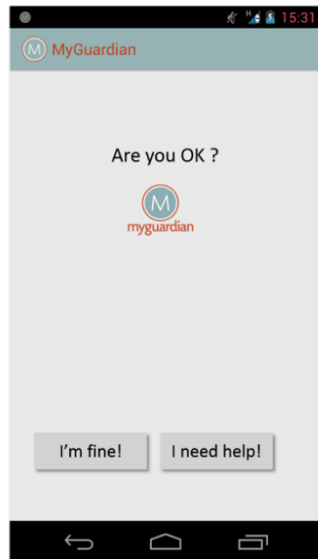 H 15:31
M MyGuardian
Are you OK ?
M
myguardian
I'm fine! I need help!